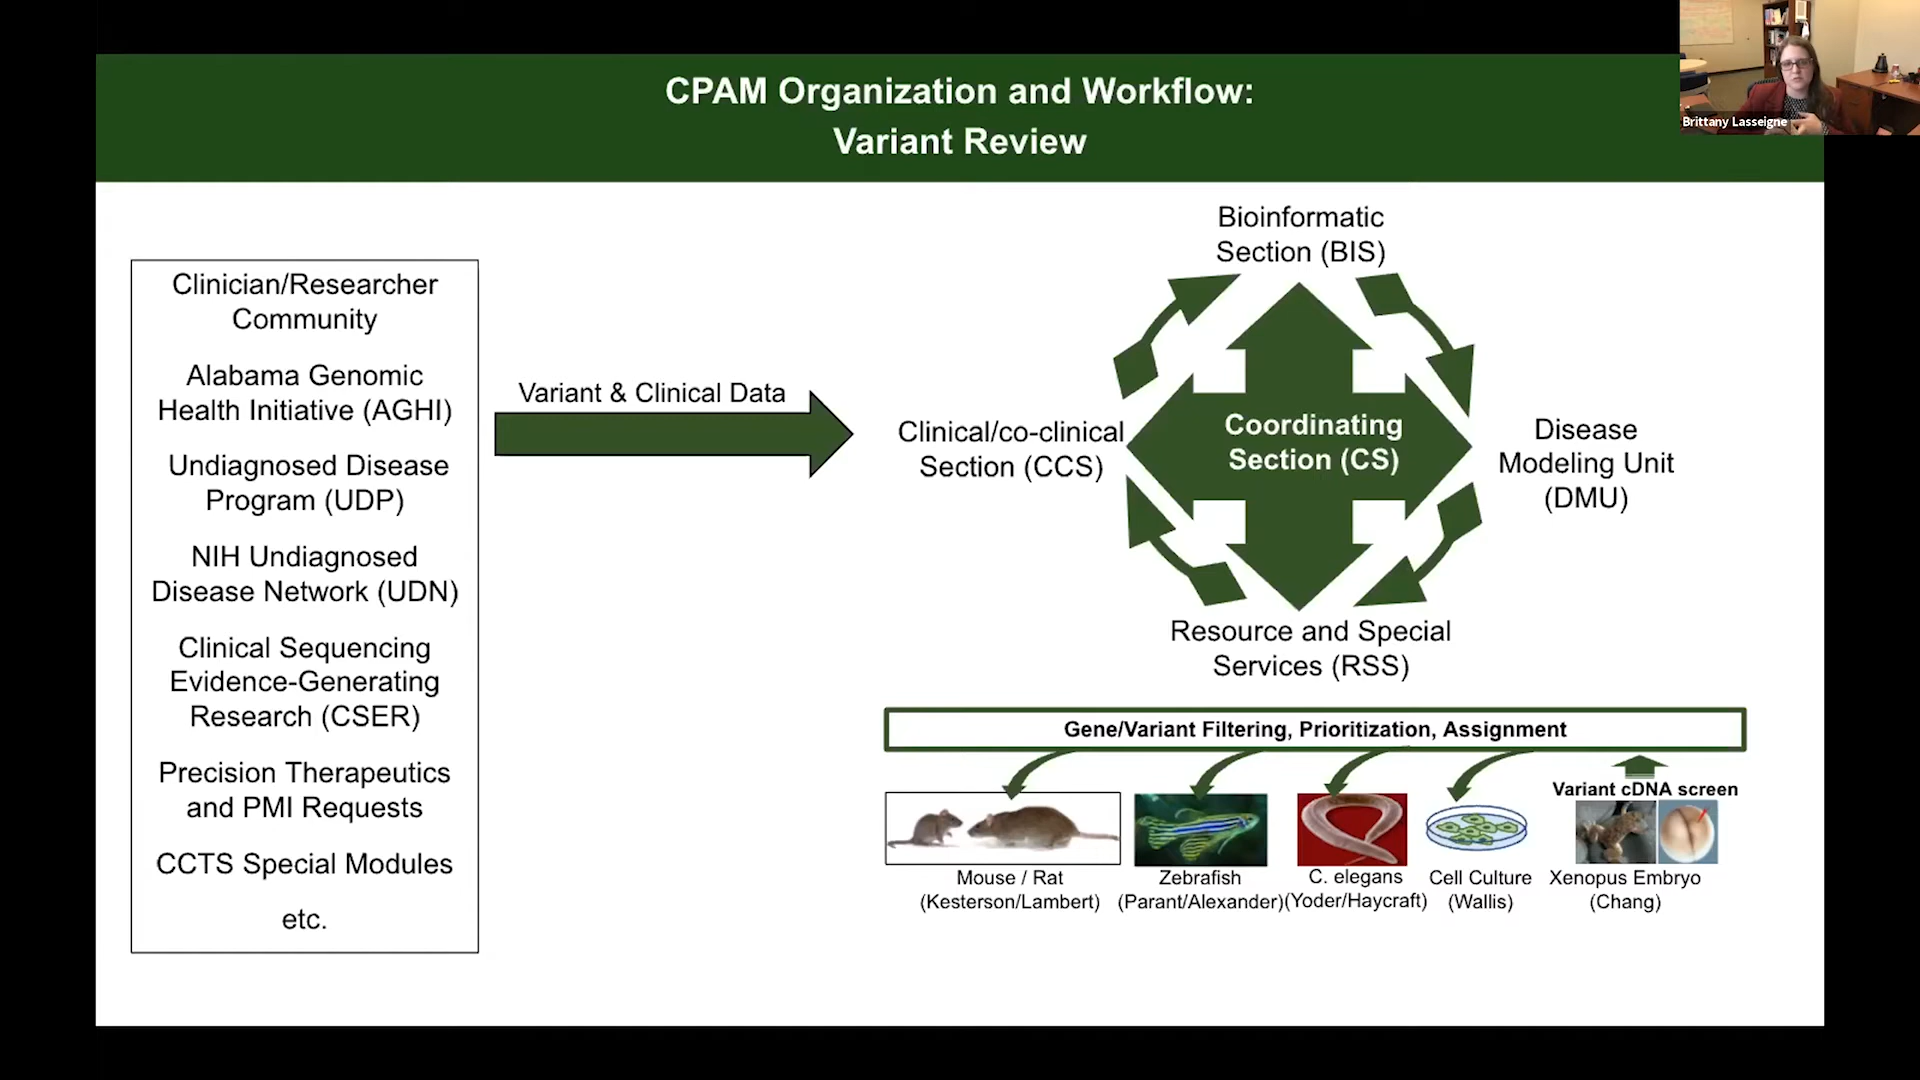 CPAM Organization and Workflow:
Variant Review
Brittany Lasseigne
Clinician/Researcher
Community
Alabama Genomic
Health Initiative (AGHI)
Undiagnosed Disease
Program (UDP)
NIH Undiagnosed
Disease Network (UDN)
Clinical Sequencing
Evidence-Generating
Research (CSER)
Precision Therapeutics
and PMI Requests
CCTS Special Modules
etc.
Variant & Clinical Data
Bioinformatic
Section (BIS)
Clinical/co-clinical
Section (CCS)
Coordinating
Section (CS)
Disease
Modeling Unit
(DMU)
Resource and Special
Services (RSS)
Gene/Variant Filtering, Prioritization, Assignment
Variant cDNA screen
Mouse / Rat
(Kesterson/Lambert)
Zebrafish
(Parant/Alexander)
C. elegans
(Yoder/Haycraft)
Cell Culture
(Wallis)
Xenopus Embryo
(Chang)